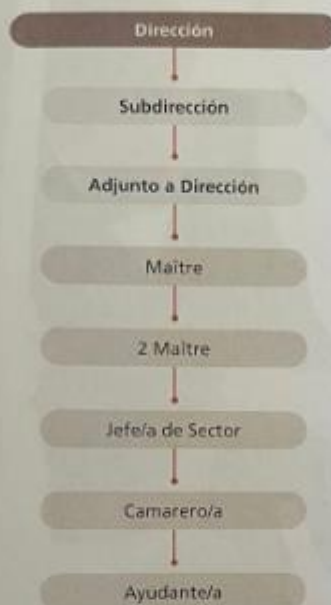 Dirección
Subdirección
Adjunto a Dirección
Maître
2 Maître
Jefe/a de Sector
Camarero/a
Ayudante/a